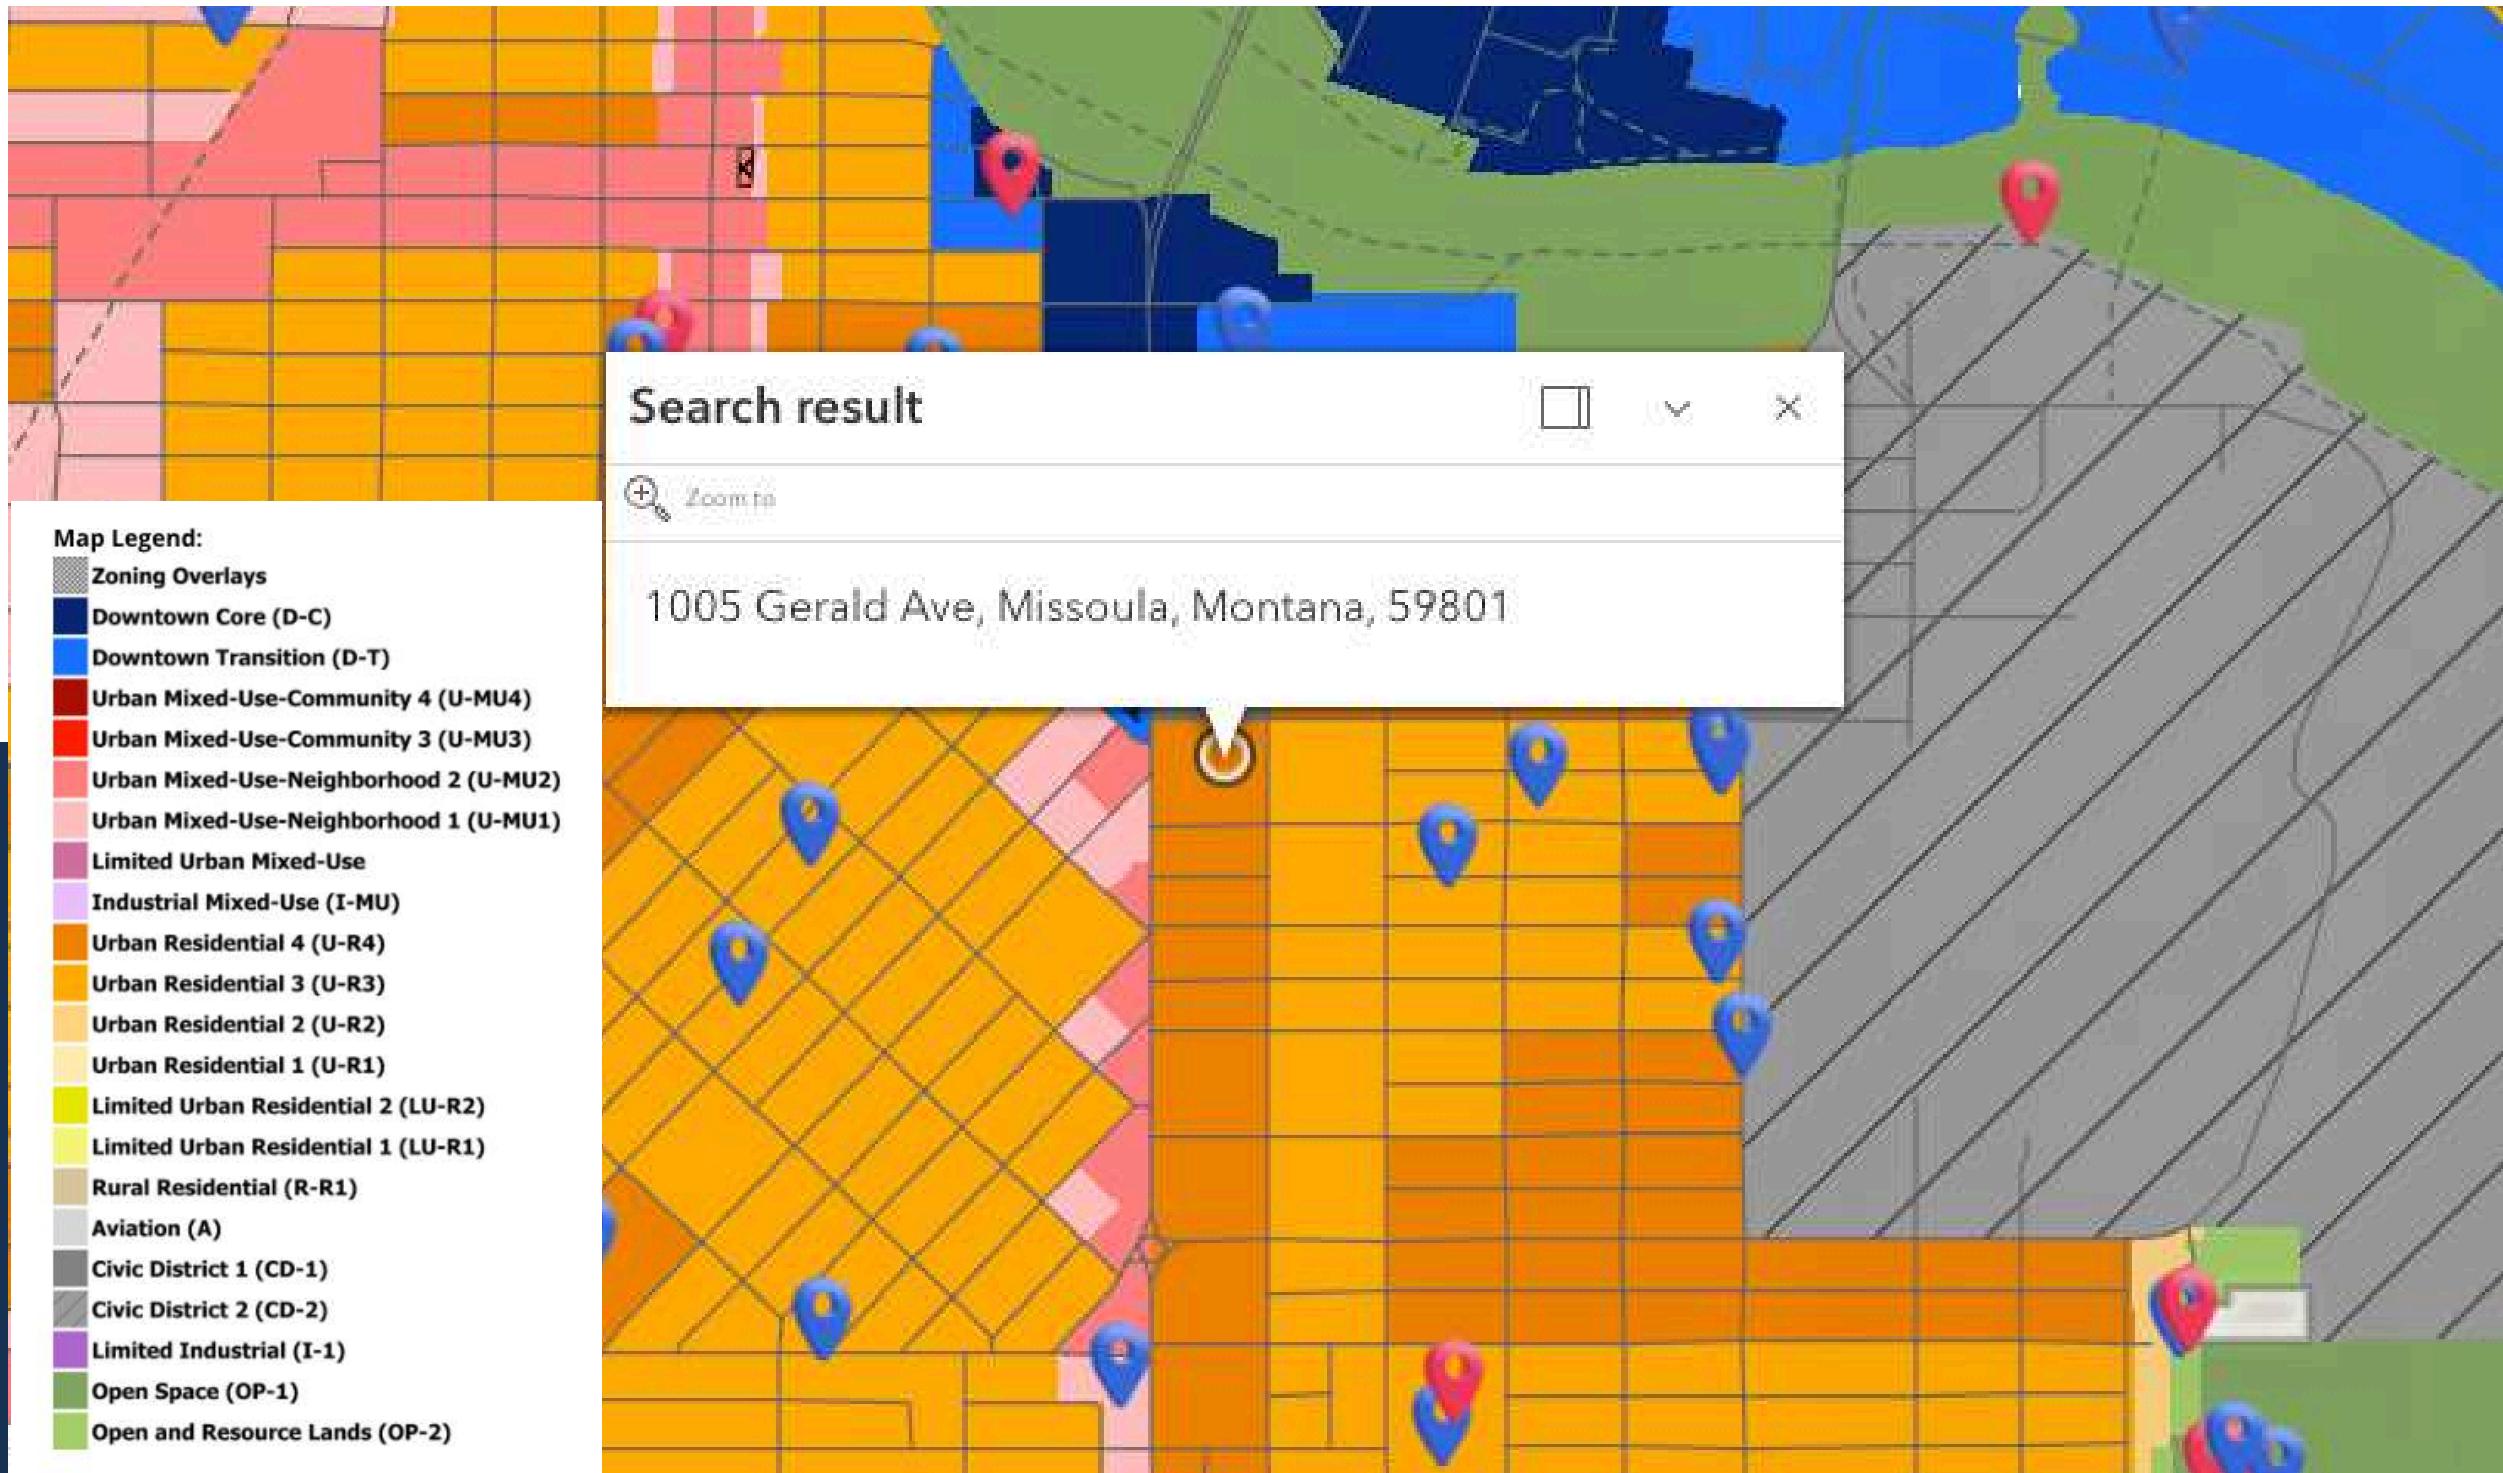 Search result
Zoom to
1005 Gerald Ave, Missoula, Montana, 59801
Map Legend:
Zoning Overlays
Downtown Core (D-C)
Downtown Transition (D-T)
Urban Mixed-Use-Community 4 (U-MU4)
Urban Mixed-Use-Community 3 (U-MU3)
Urban Mixed-Use-Neighborhood 2 (U-MU2)
Urban Mixed-Use-Neighborhood 1 (U-MU1)
Limited Urban Mixed-Use
Industrial Mixed-Use (I-MU)
Urban Residential 4 (U-R4)
Urban Residential 3 (U-R3)
Urban Residential 2 (U-R2)
Urban Residential 1 (U-R1)
Limited Urban Residential 2 (LU-R2)
Limited Urban Residential 1 (LU-R1)
Rural Residential (R-R1)
Aviation (A)
Civic District 1 (CD-1)
Civic District 2 (CD-2)
Limited Industrial (I-1)
Open Space (OP-1)
Open and Resource Lands (OP-2)